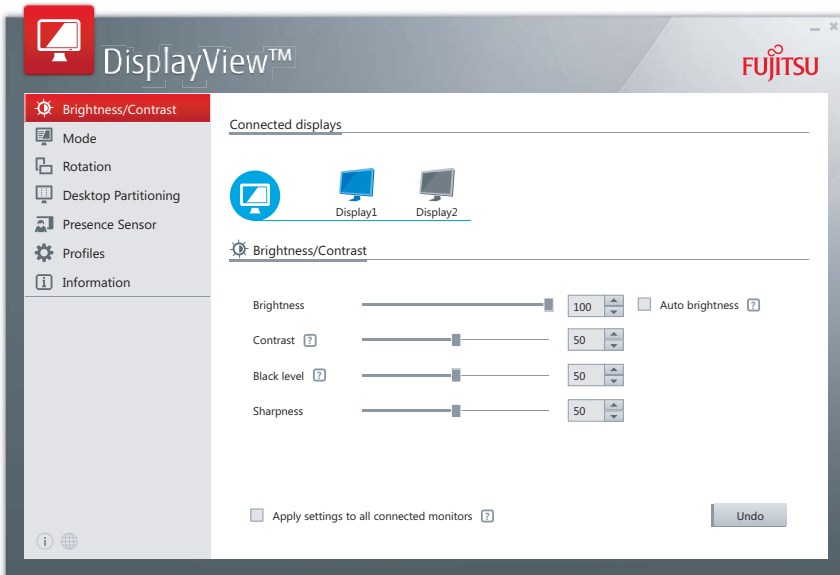 DisplayView™
FUJITSU
Brightness/Contrast
Mode
Rotation
Desktop Partitioning
Presence Sensor
Profiles
Information
Connected displays
Display1
Display2
Brightness/Contrast
Brightness
100
Auto brightness ?
Contrast ?
50
Black level ?
50
Sharpness
50
Apply settings to all connected monitors ?
Undo